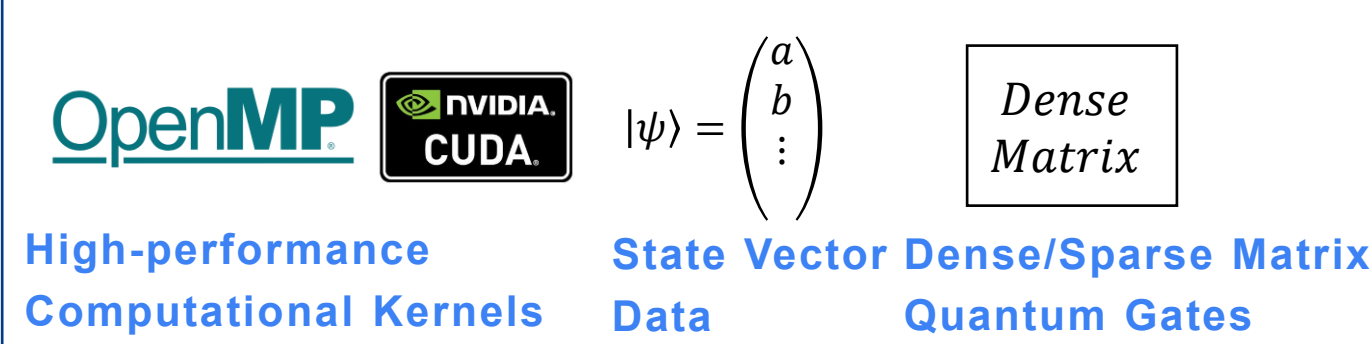 OpenMP®
NVIDIA®
CUDA®
|ψ⟩ = (a
b
⋮)
Dense
Matrix
High-performance
Computational Kernels
State Vector
Data
Dense/Sparse Matrix
Quantum Gates